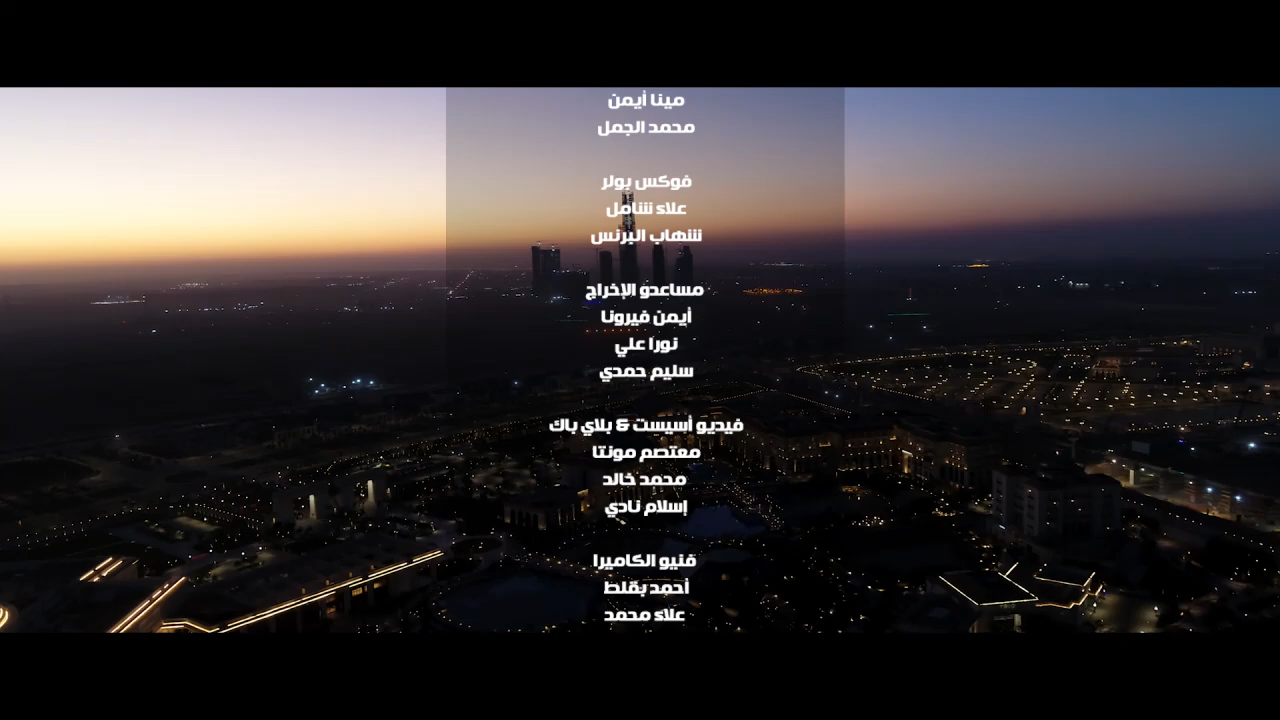 مينا أيمن
محمد الجمل
فوكس بولر
علاء شامل
شهاب البرنس
مساعدو الإخراج
أيمن فيرونا
نورا علي
سليم حمدي
فيديو أسيست & بلاي باك
معتصم مونتا
محمد خالد
إسلام نادي
فنيو الكاميرا
أحمد بقلظ
علاء محمد